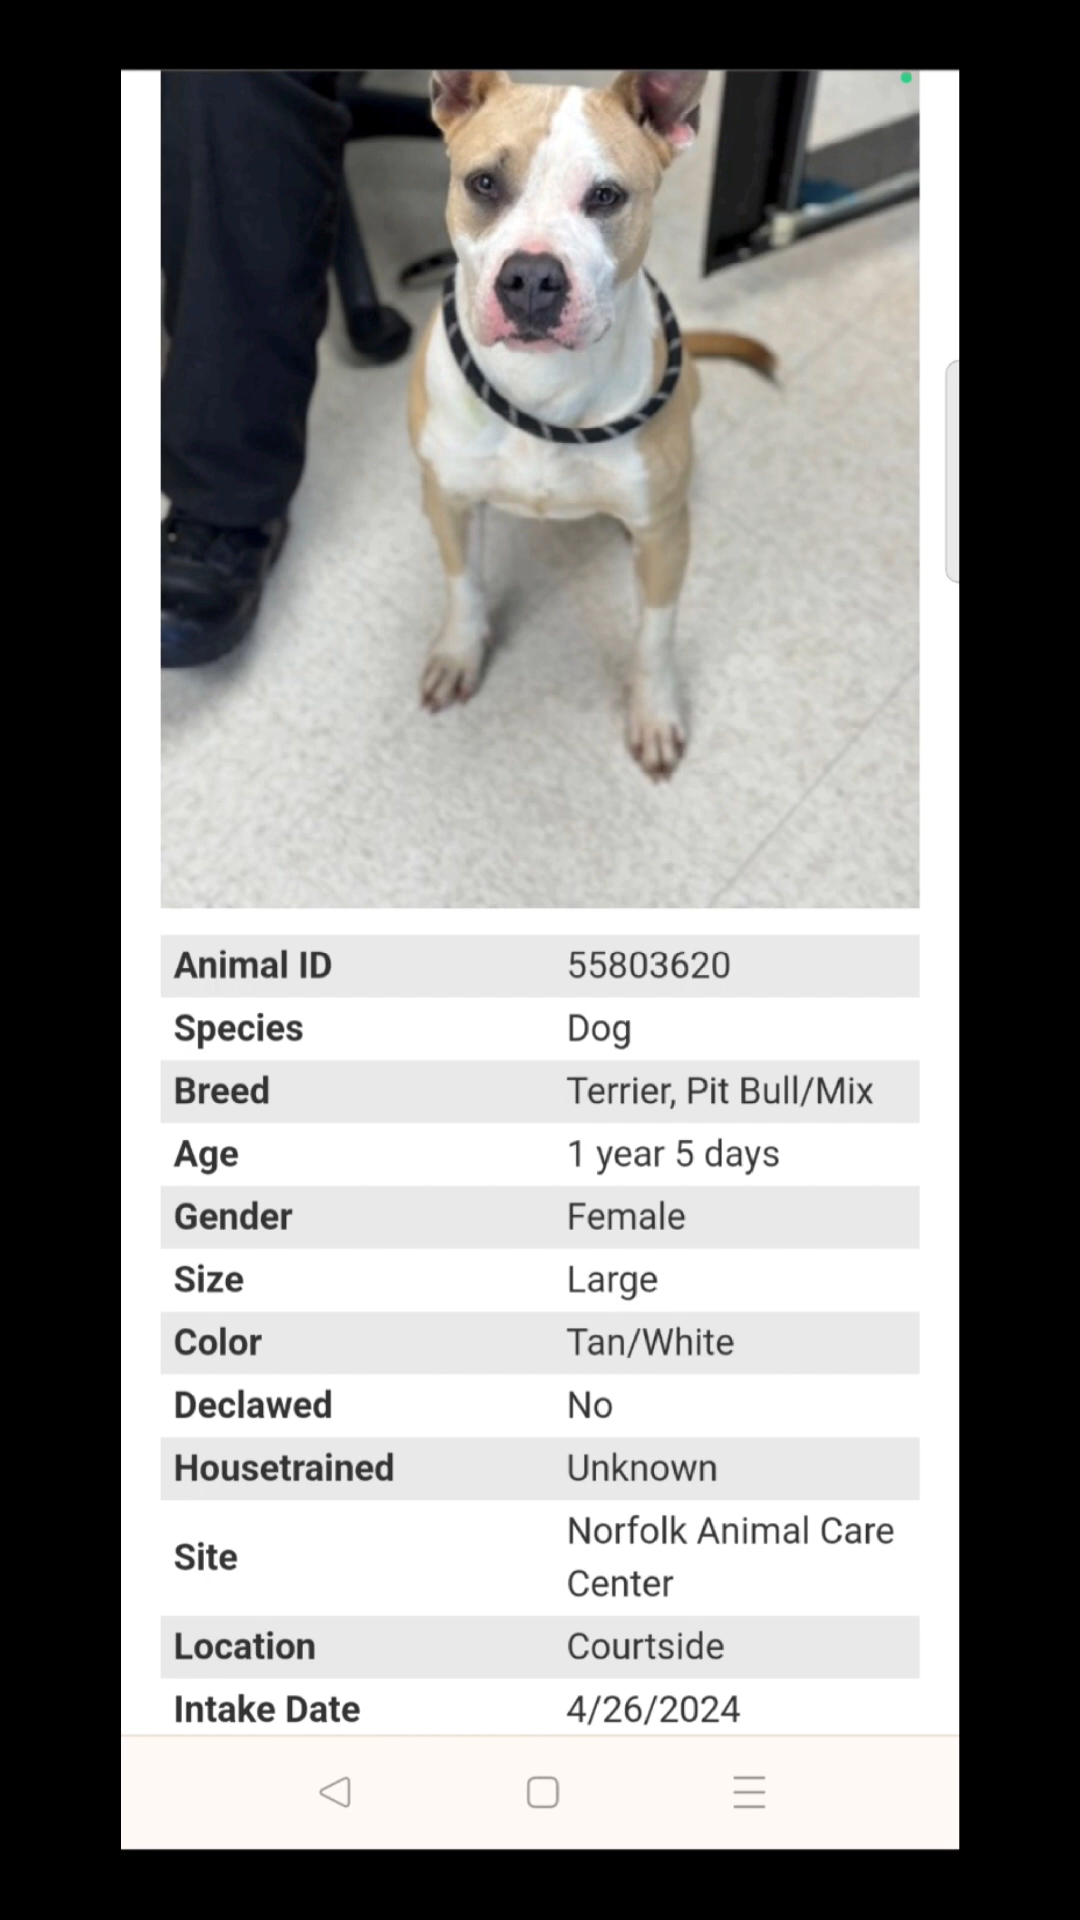 Animal ID 55803620
Species Dog
Breed Terrier, Pit Bull/Mix
Age 1 year 5 days
Gender Female
Size Large
Color Tan/White
Declawed No
Housetrained Unknown
Site Norfolk Animal Care
Center
Location Courtside
Intake Date 4/26/2024